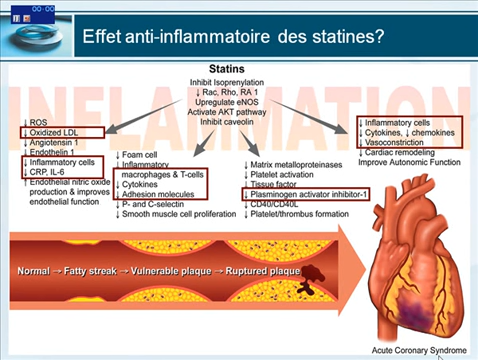 00:00
Effet anti-inflammatoire des statines?
INFLAMMATION
Statins
Inhibit Isoprenylation
↓ Rac, Rho, RA 1
Upregulate eNOS
Activate AKT pathway
Inhibit caveolin
↓ ROS
↓ Oxidized LDL
↓ Angiotensin 1
↓ Endothelin 1
↓ Inflammatory cells
↓ CRP, IL-6
↑ Endothelial nitric oxide
production & improves
endothelial function
↓ Foam cell
↓ Inflammatory
macrophages & T-cells
↓ Cytokines
↓ Adhesion molecules
↓ P- and C-selectin
↓ Smooth muscle cell proliferation
↓ Matrix metalloproteinases
↓ Platelet activation
↓ Tissue factor
↓ Plasminogen activator inhibitor-1
↓ CD40/CD40L
↓ Platelet/thrombus formation
↓ Inflammatory cells
↓ Cytokines, ↓ chemokines
↓ Vasoconstriction
↓ Cardiac remodeling
Improve Autonomic Function
Normal → Fatty streak → Vulnerable plaque → Ruptured plaque
Acute Coronary Syndrome